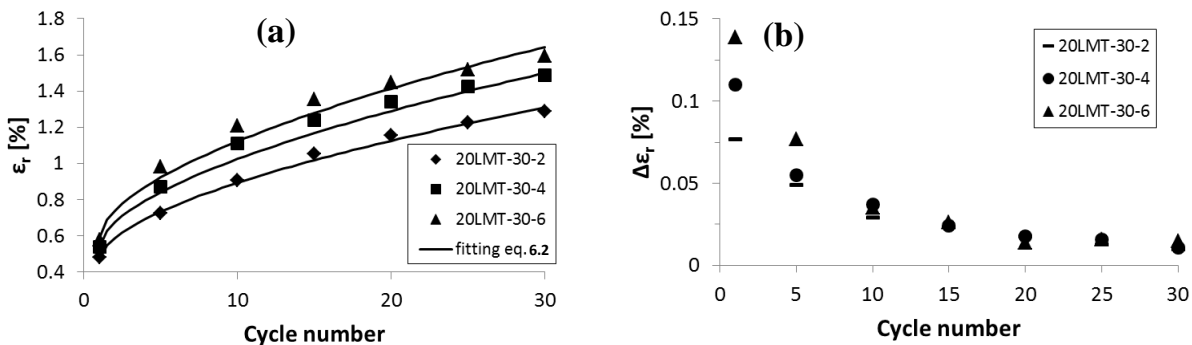 (a)
1.8
1.6
1.4
1.2
1
0.8
0.6
0.4
εr [%]
0 10 20 30
Cycle number
20LMT-30-2
20LMT-30-4
20LMT-30-6
fitting eq. 6.2
(b)
0.15
0.1
0.05
0
Δεr [%]
0 5 10 15 20 25 30
Cycle number
20LMT-30-2
20LMT-30-4
20LMT-30-6